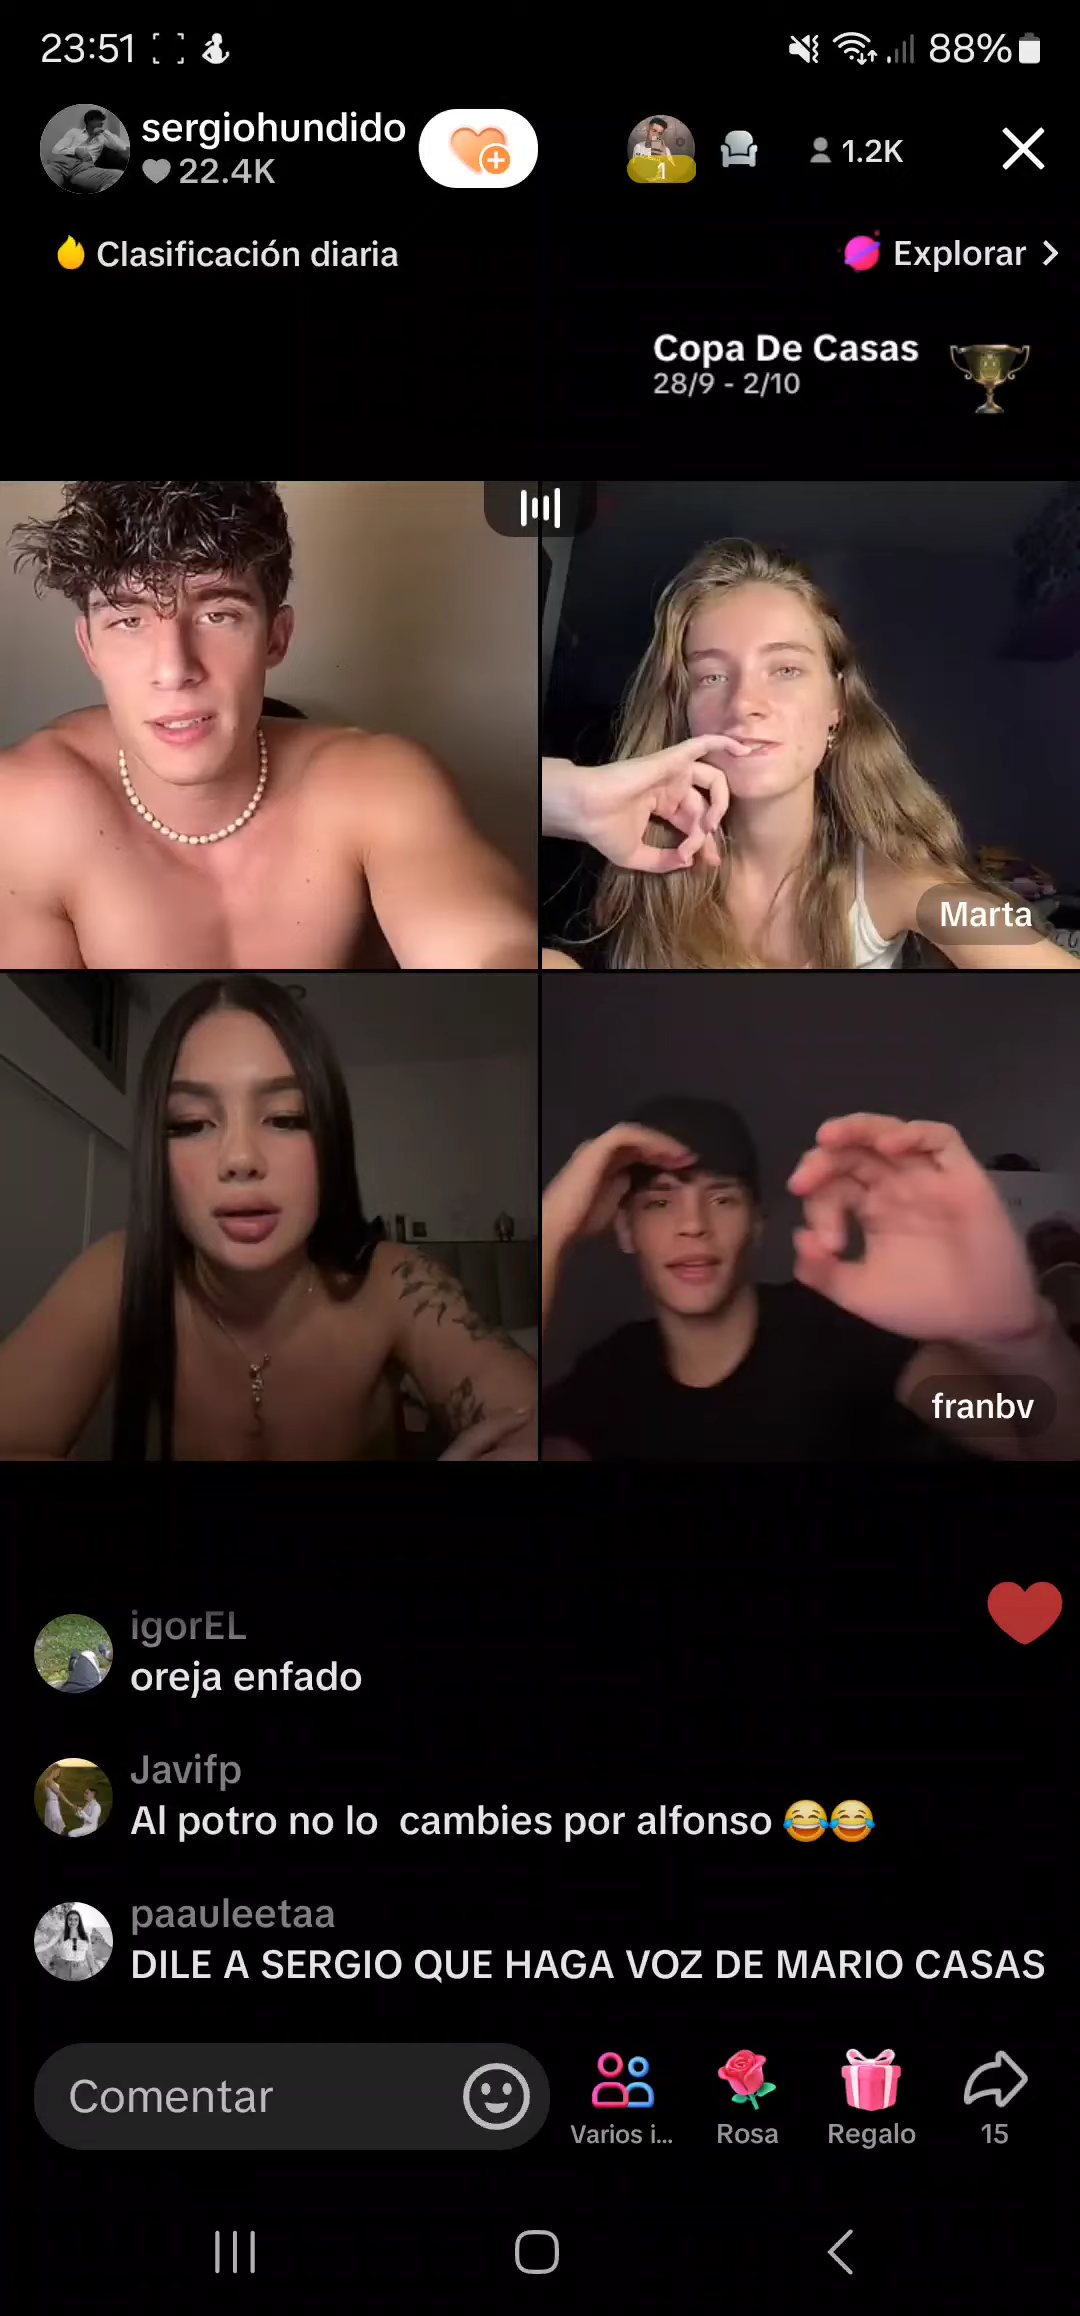 23:51
88%
sergiohundido
22.4K
1
1.2K
Clasificación diaria
Explorar
Copa De Casas
28/9 - 2/10
Marta
franbv
igorEL
oreja enfado
Javifp
Al potro no lo  cambies por alfonso 😂😂
paauleetaa
DILE A SERGIO QUE HAGA VOZ DE MARIO CASAS
Comentar
Varios i...
Rosa
Regalo
15